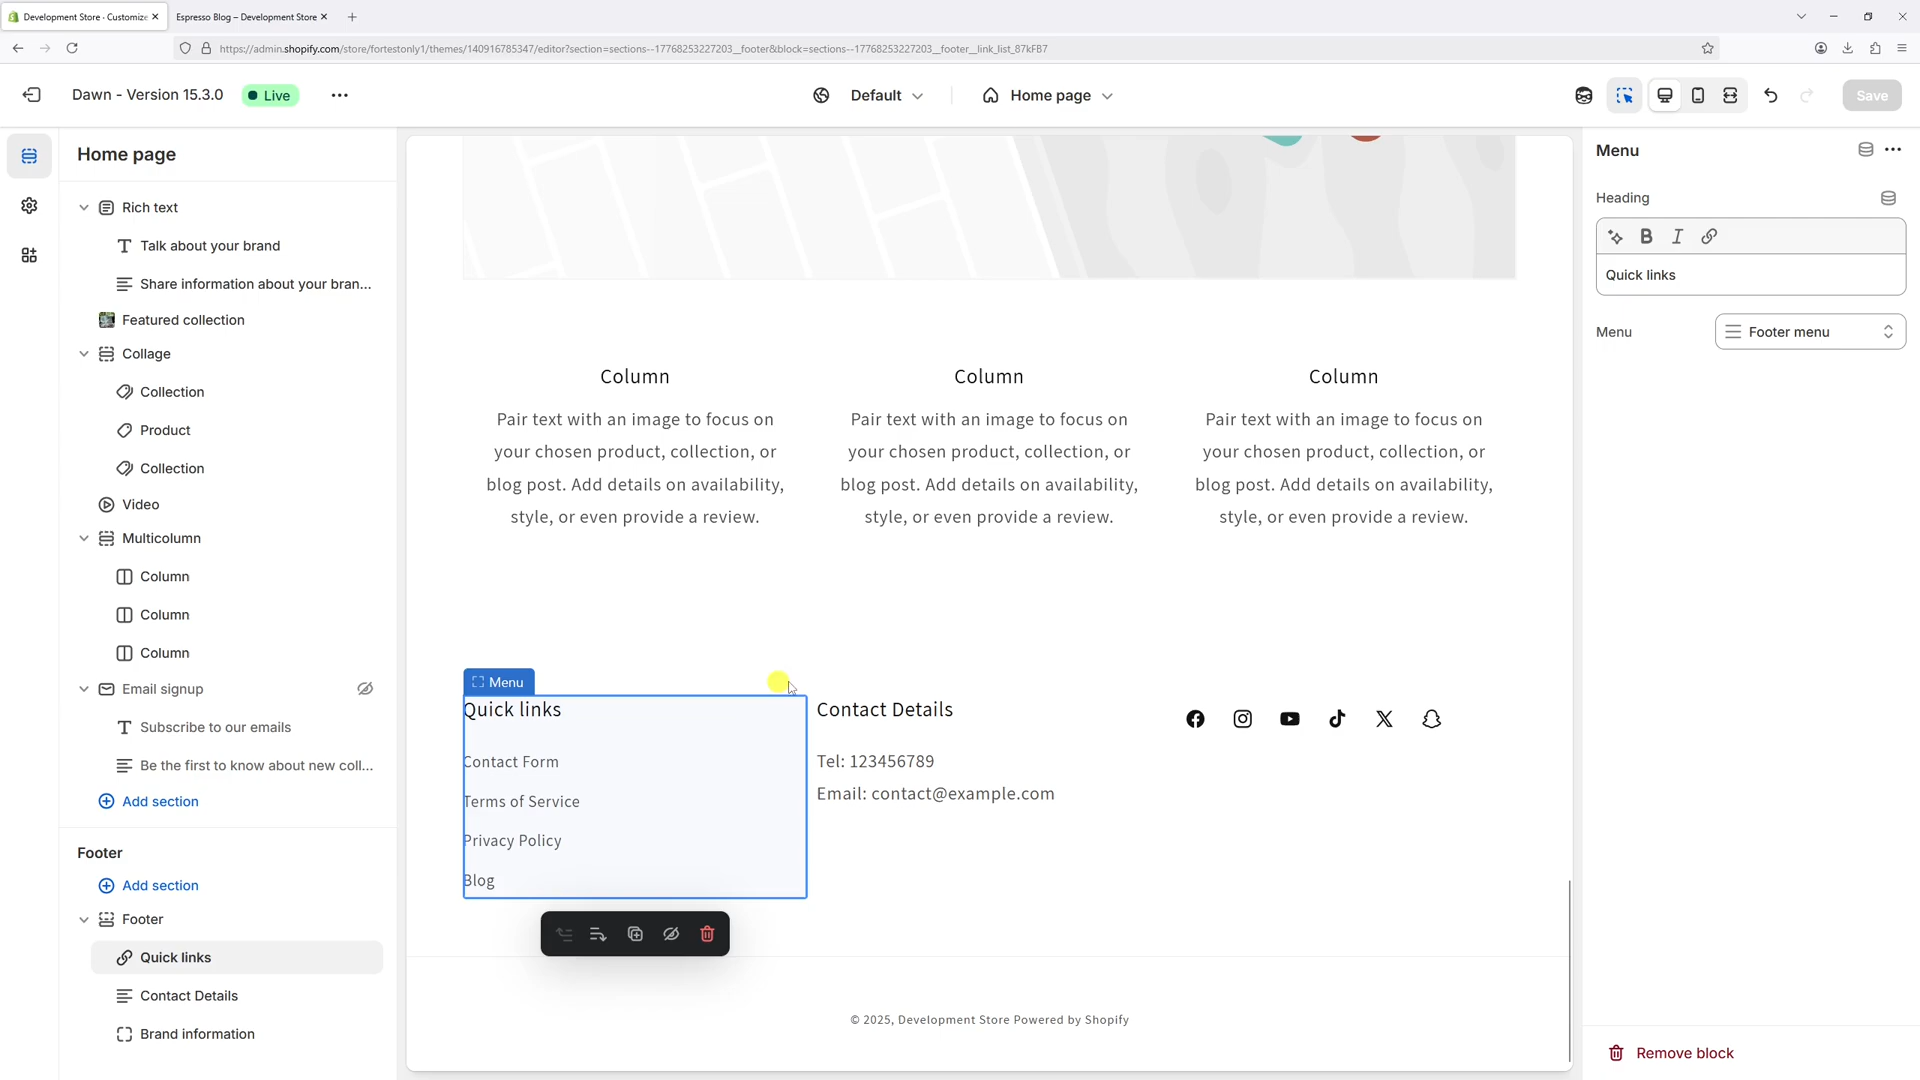 Development Store · Customize
Espresso Blog – Development Store
https://admin.shopify.com/store/fortestonly1/themes/140916785347/editor?section=sections--17768253227203__footer&block=sections--17768253227203__footer__link_list_87kFB7
Dawn - Version 15.3.0
Live
Default
Home page
Save
Home page
Rich text
Talk about your brand
Share information about your bran...
Featured collection
Collage
Collection
Product
Collection
Video
Multicolumn
Column
Column
Column
Email signup
Subscribe to our emails
Be the first to know about new coll...
Add section
Footer
Add section
Footer
Quick links
Contact Details
Brand information
Column
Pair text with an image to focus on
your chosen product, collection, or
blog post. Add details on availability,
style, or even provide a review.
Column
Pair text with an image to focus on
your chosen product, collection, or
blog post. Add details on availability,
style, or even provide a review.
Column
Pair text with an image to focus on
your chosen product, collection, or
blog post. Add details on availability,
style, or even provide a review.
Menu
Quick links
Contact Form
Terms of Service
Privacy Policy
Blog
Contact Details
Tel: 123456789
Email: contact@example.com
© 2025, Development Store Powered by Shopify
Menu
Heading
Quick links
Menu
Footer menu
Remove block